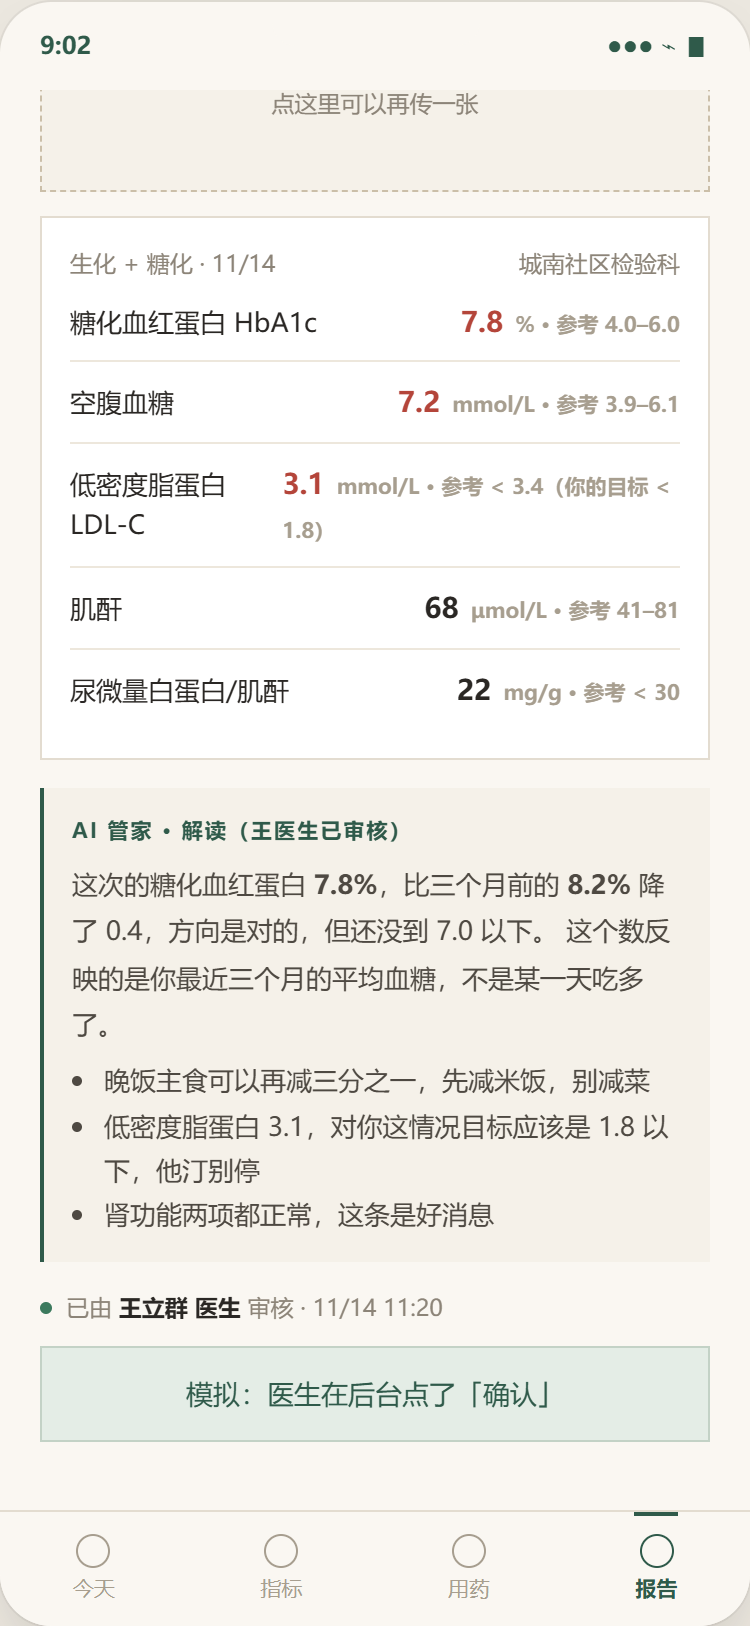 9:02
点这里可以再传一张
生化 + 糖化 · 11/14 城南社区检验科
糖化血红蛋白 HbA1c 7.8 % • 参考 4.0–6.0
空腹血糖 7.2 mmol/L • 参考 3.9–6.1
低密度脂蛋白 3.1 mmol/L • 参考 < 3.4（你的目标 <
LDL-C 1.8)
肌酐 68 μmol/L • 参考 41–81
尿微量白蛋白/肌酐 22 mg/g • 参考 < 30
AI 管家 • 解读（王医生已审核）
这次的糖化血红蛋白 7.8%，比三个月前的 8.2% 降
了 0.4，方向是对的，但还没到 7.0 以下。 这个数反
映的是你最近三个月的平均血糖，不是某一天吃多
了。
• 晚饭主食可以再减三分之一，先减米饭，别减菜
• 低密度脂蛋白 3.1，对你这情况目标应该是 1.8 以
下，他汀别停
• 肾功能两项都正常，这条是好消息
已由 王立群 医生 审核 · 11/14 11:20
模拟：医生在后台点了「确认」
今天 指标 用药 报告